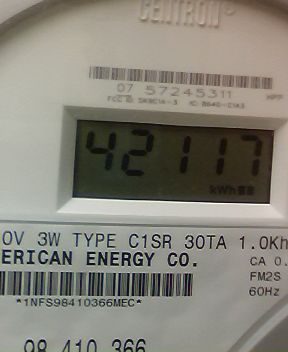 CENTRON
07 57245311
42117
kWh
0V 3W TYPE C1SR 30TA 1.0Kh
ERICAN ENERGY CO.
CA 0.
FM2S
60Hz
*1NFS98410366MEC*
98 410 366